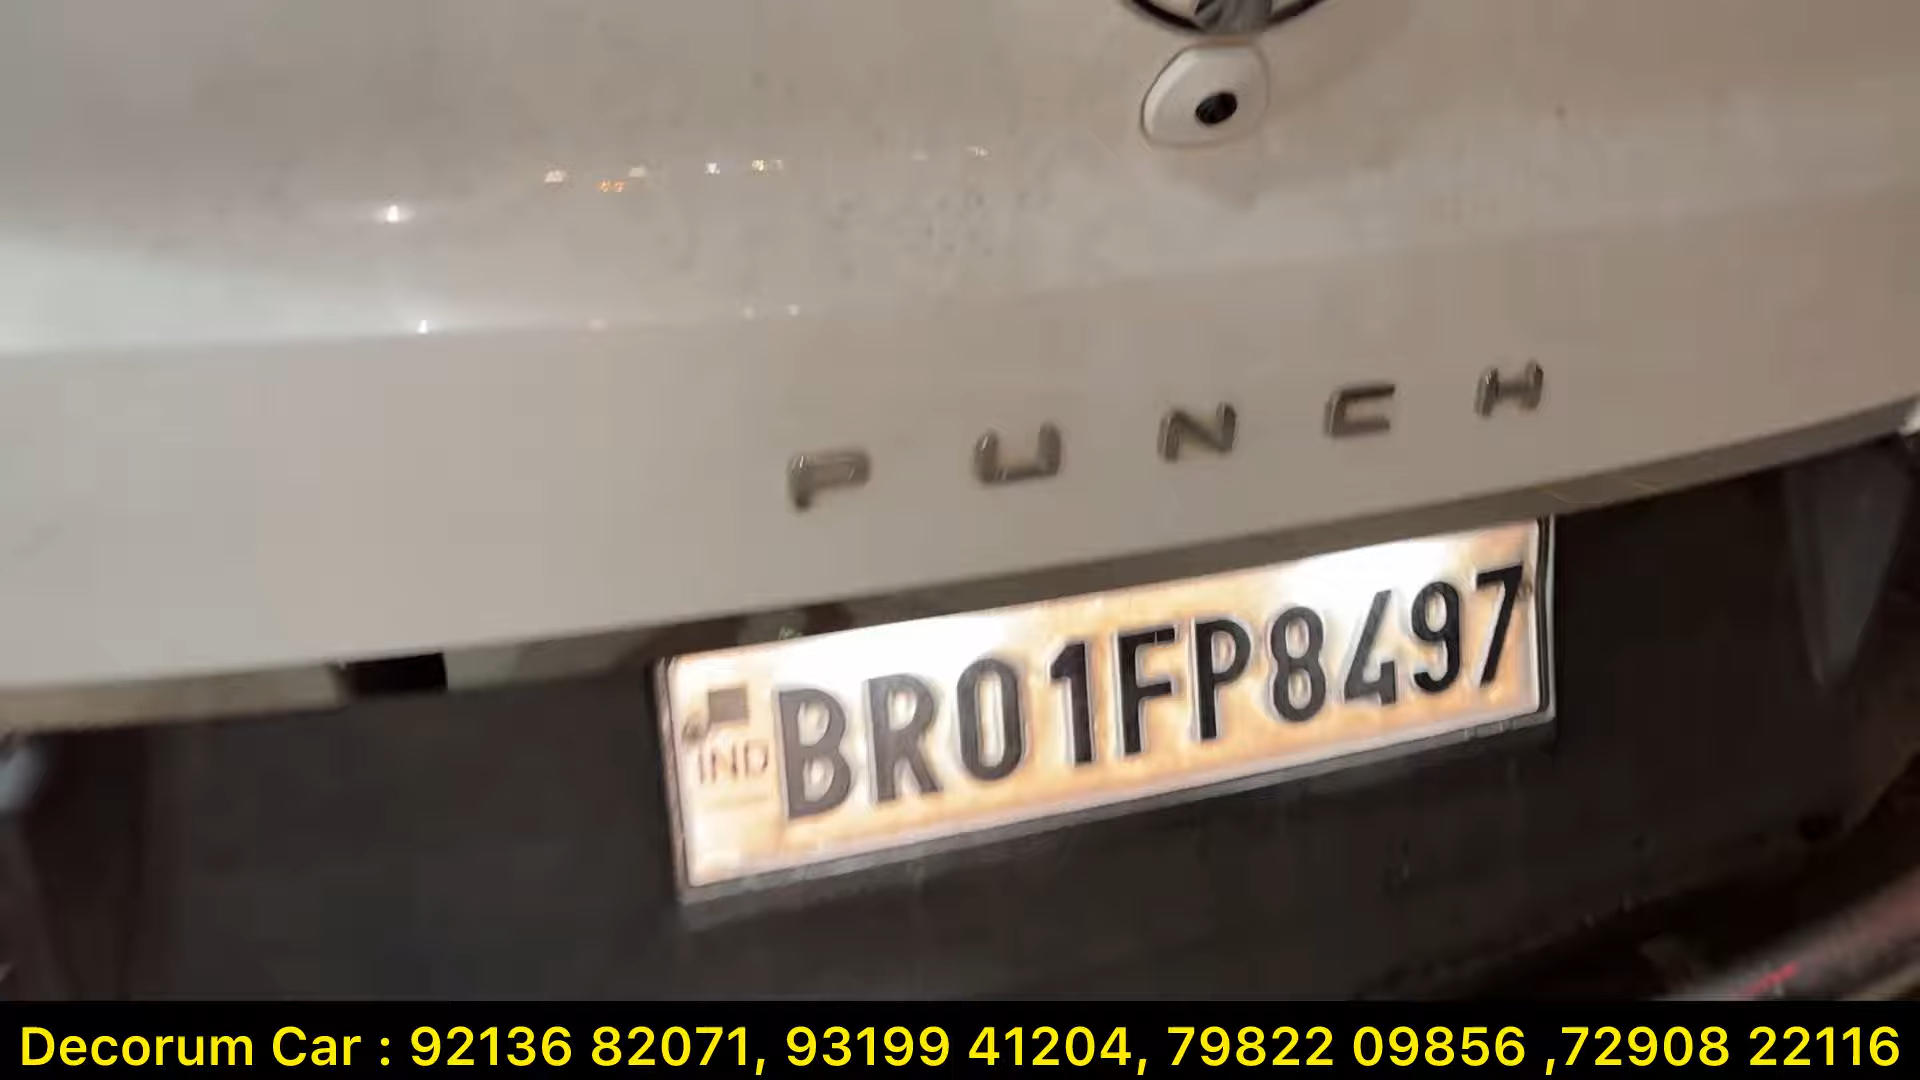 PUNCH
IND
BR01FP8497
Decorum Car : 92136 82071, 93199 41204, 79822 09856 ,72908 22116